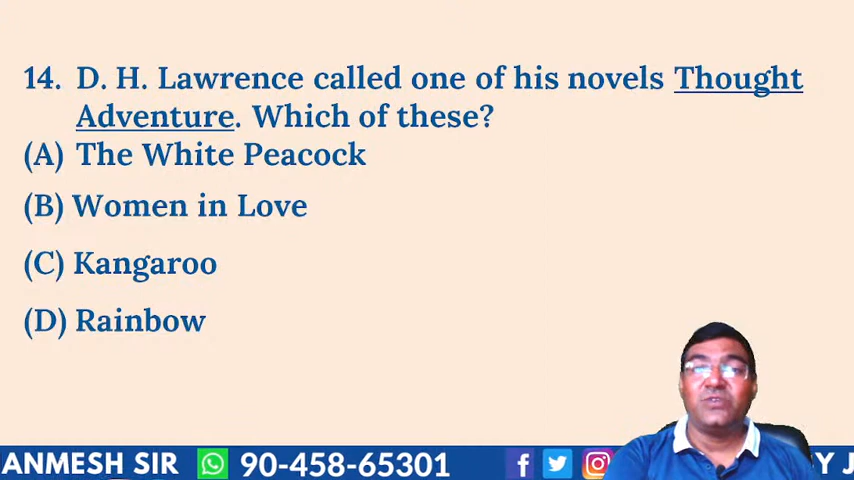 14. D. H. Lawrence called one of his novels Thought
Adventure. Which of these?
(A) The White Peacock
(B) Women in Love
(C) Kangaroo
(D) Rainbow
ANMESH SIR 90-458-65301 Y J